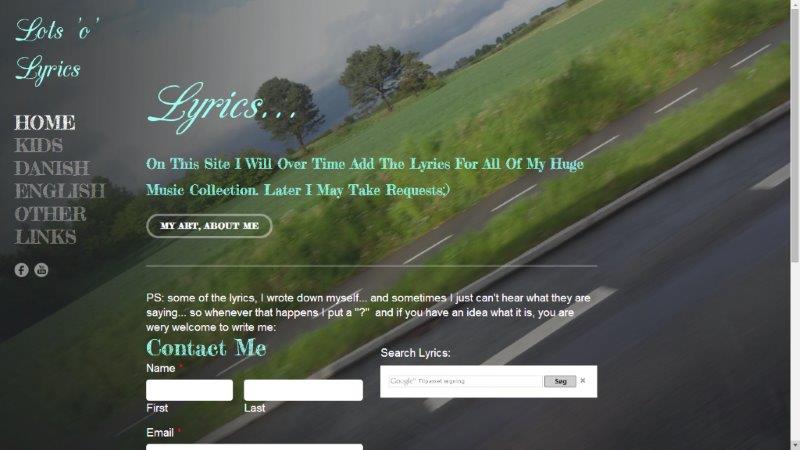 Lots 'o'
Lyrics
HOME
KIDS
DANISH
ENGLISH
OTHER
LINKS
Lyrics...
On This Site I Will Over Time Add The Lyrics For All Of My Huge
Music Collection. Later I May Take Requests;)
MY ART, ABOUT ME
PS: some of the lyrics, I wrote down myself... and sometimes I just can't hear what they are
saying... so whenever that happens I put a "?"  and if you have an idea what it is, you are
wery welcome to write me:
Contact Me
Name *
First
Last
Email *
Search Lyrics:
Google™ Tilpasset søgning
Søg
×